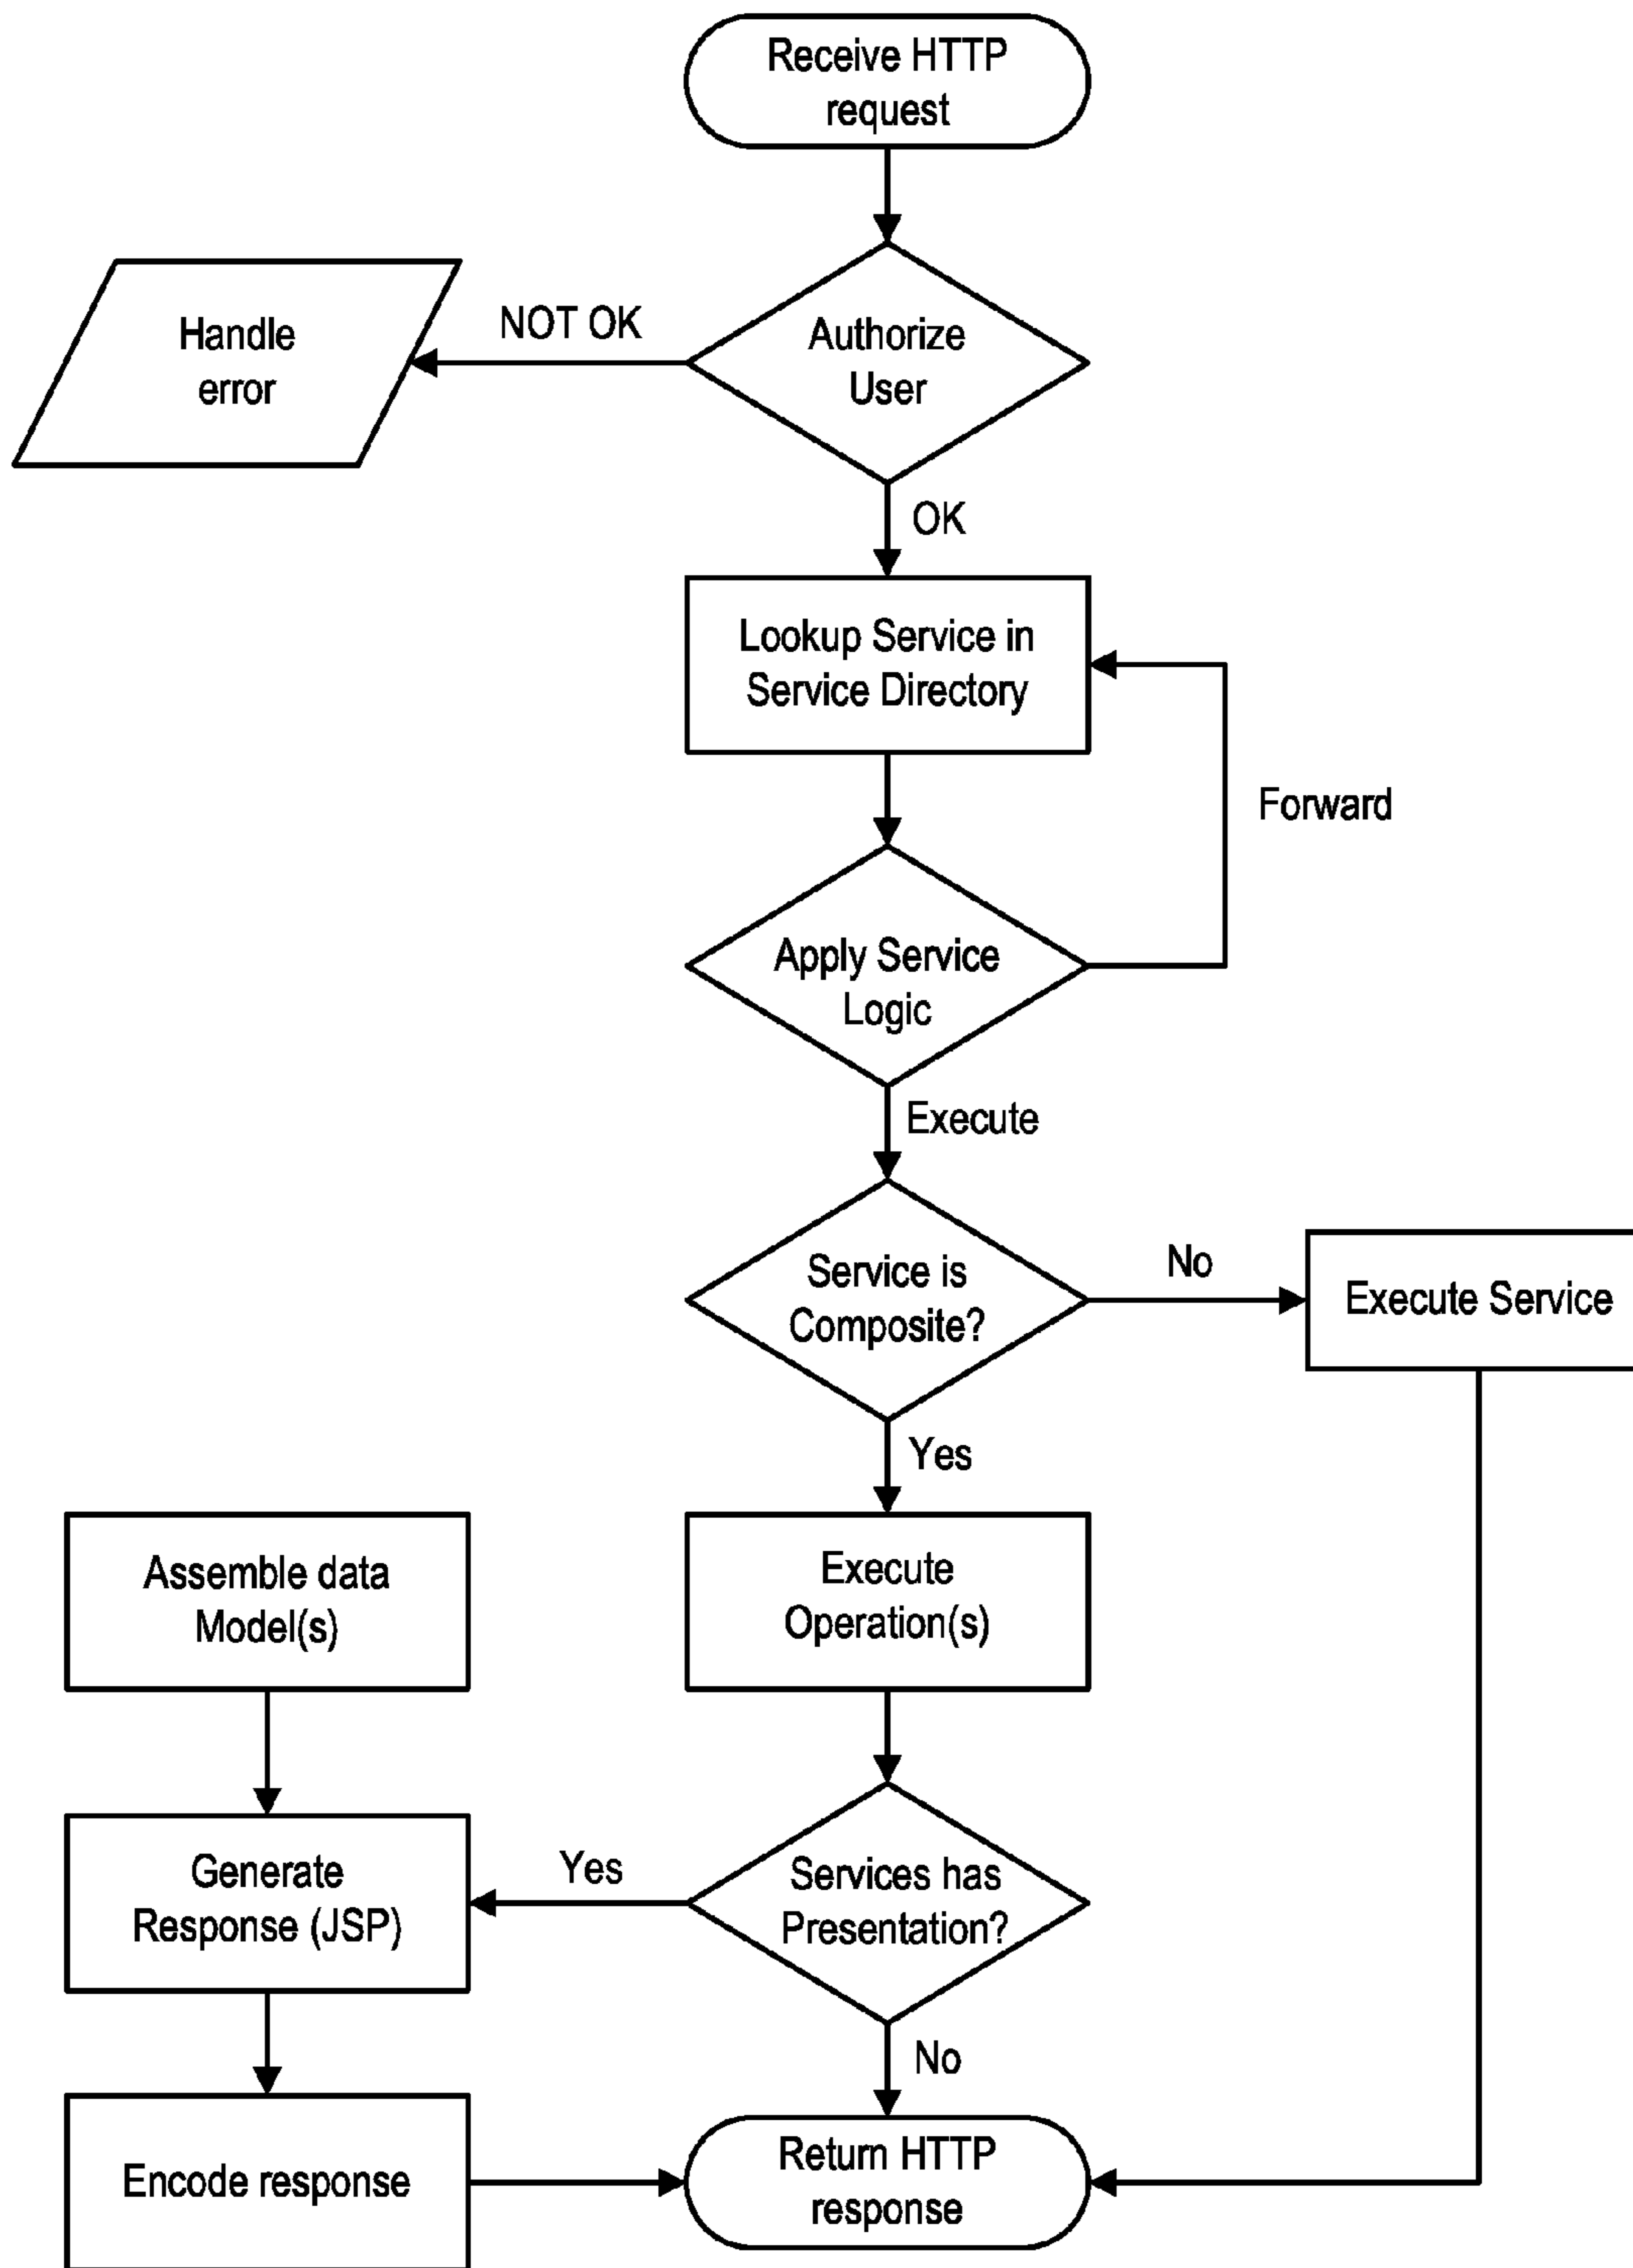 Receive HTTP
request
Handle
error
NOT OK
Authorize
User
OK
Lookup Service in
Service Directory
Forward
Apply Service
Logic
Execute
Service is
Composite?
No
Execute Service
Yes
Assemble data
Model(s)
Execute
Operation(s)
Generate
Response (JSP)
Yes
Services has
Presentation?
No
Encode response
Return HTTP
response